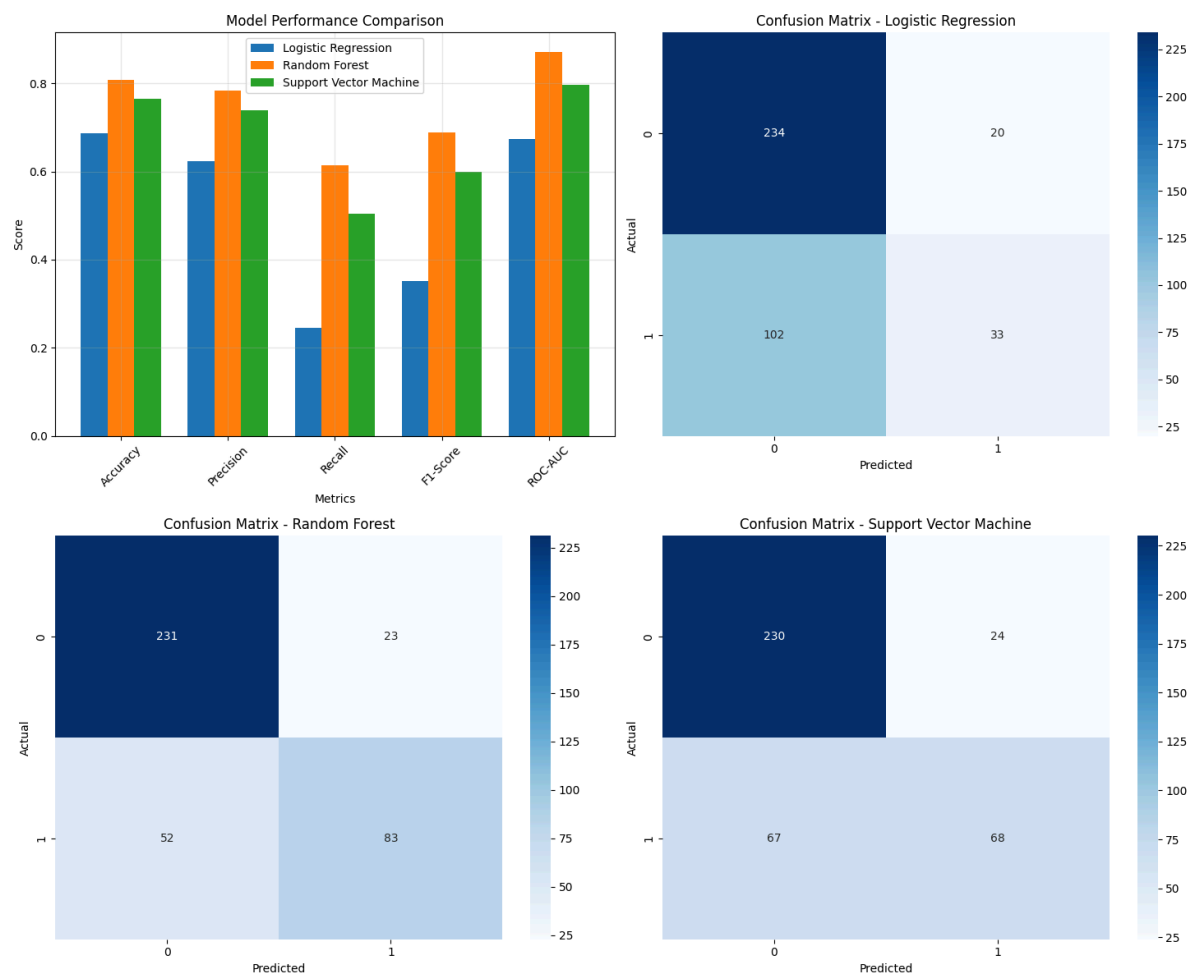 Model Performance Comparison
Logistic Regression
Random Forest
Support Vector Machine
Score
0.8
0.6
0.4
0.2
0.0
Accuracy
Precision
Recall
F1-Score
ROC-AUC
Metrics
Confusion Matrix - Logistic Regression
Actual
0
234
20
1
102
33
0
1
Predicted
225
200
175
150
125
100
75
50
25
Confusion Matrix - Random Forest
Actual
0
231
23
1
52
83
0
1
Predicted
225
200
175
150
125
100
75
50
25
Confusion Matrix - Support Vector Machine
Actual
0
230
24
1
67
68
0
1
Predicted
225
200
175
150
125
100
75
50
25